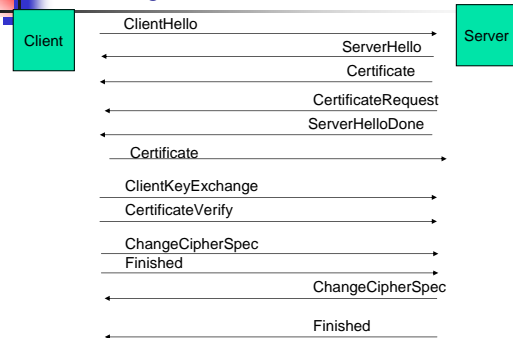 ClientHello
Client
Server
ServerHello
Certificate
CertificateRequest
ServerHelloDone
Certificate
ClientKeyExchange
CertificateVerify
ChangeCipherSpec
Finished
ChangeCipherSpec
Finished